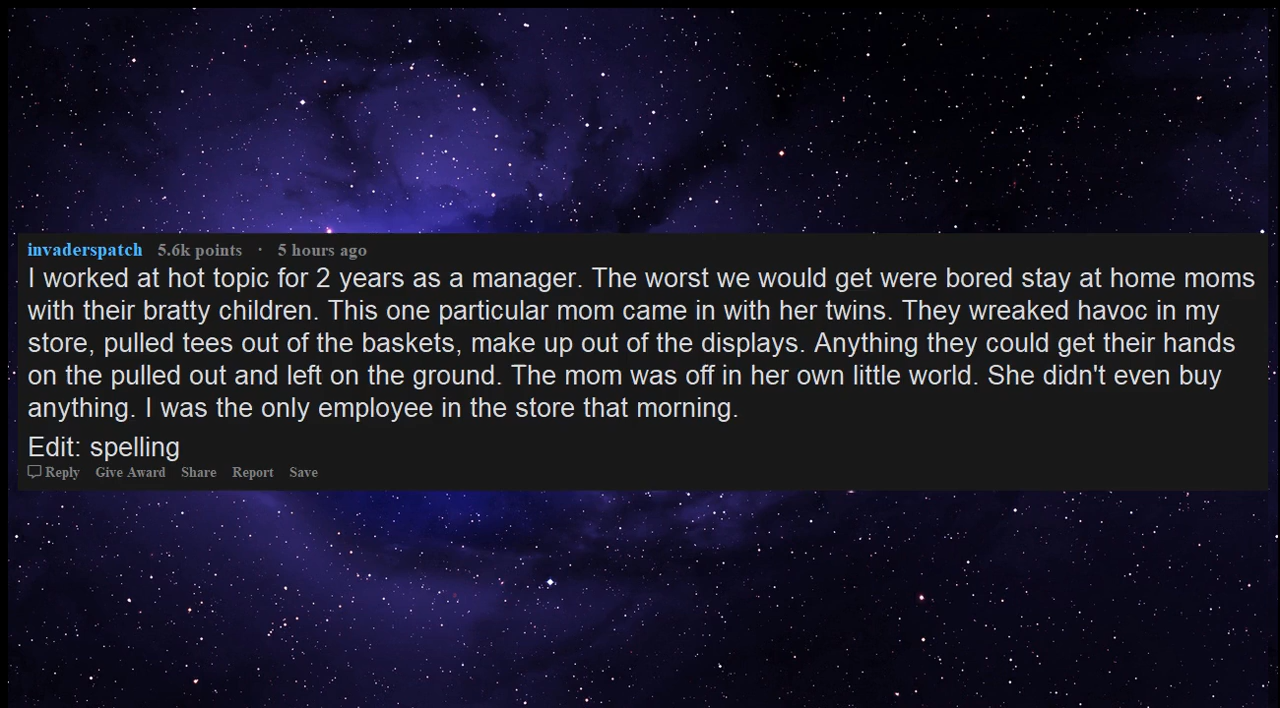 invaderspatch 5.6k points · 5 hours ago
I worked at hot topic for 2 years as a manager. The worst we would get were bored stay at home moms
with their bratty children. This one particular mom came in with her twins. They wreaked havoc in my
store, pulled tees out of the baskets, make up out of the displays. Anything they could get their hands
on the pulled out and left on the ground. The mom was off in her own little world. She didn't even buy
anything. I was the only employee in the store that morning.
Edit: spelling
Reply Give Award Share Report Save